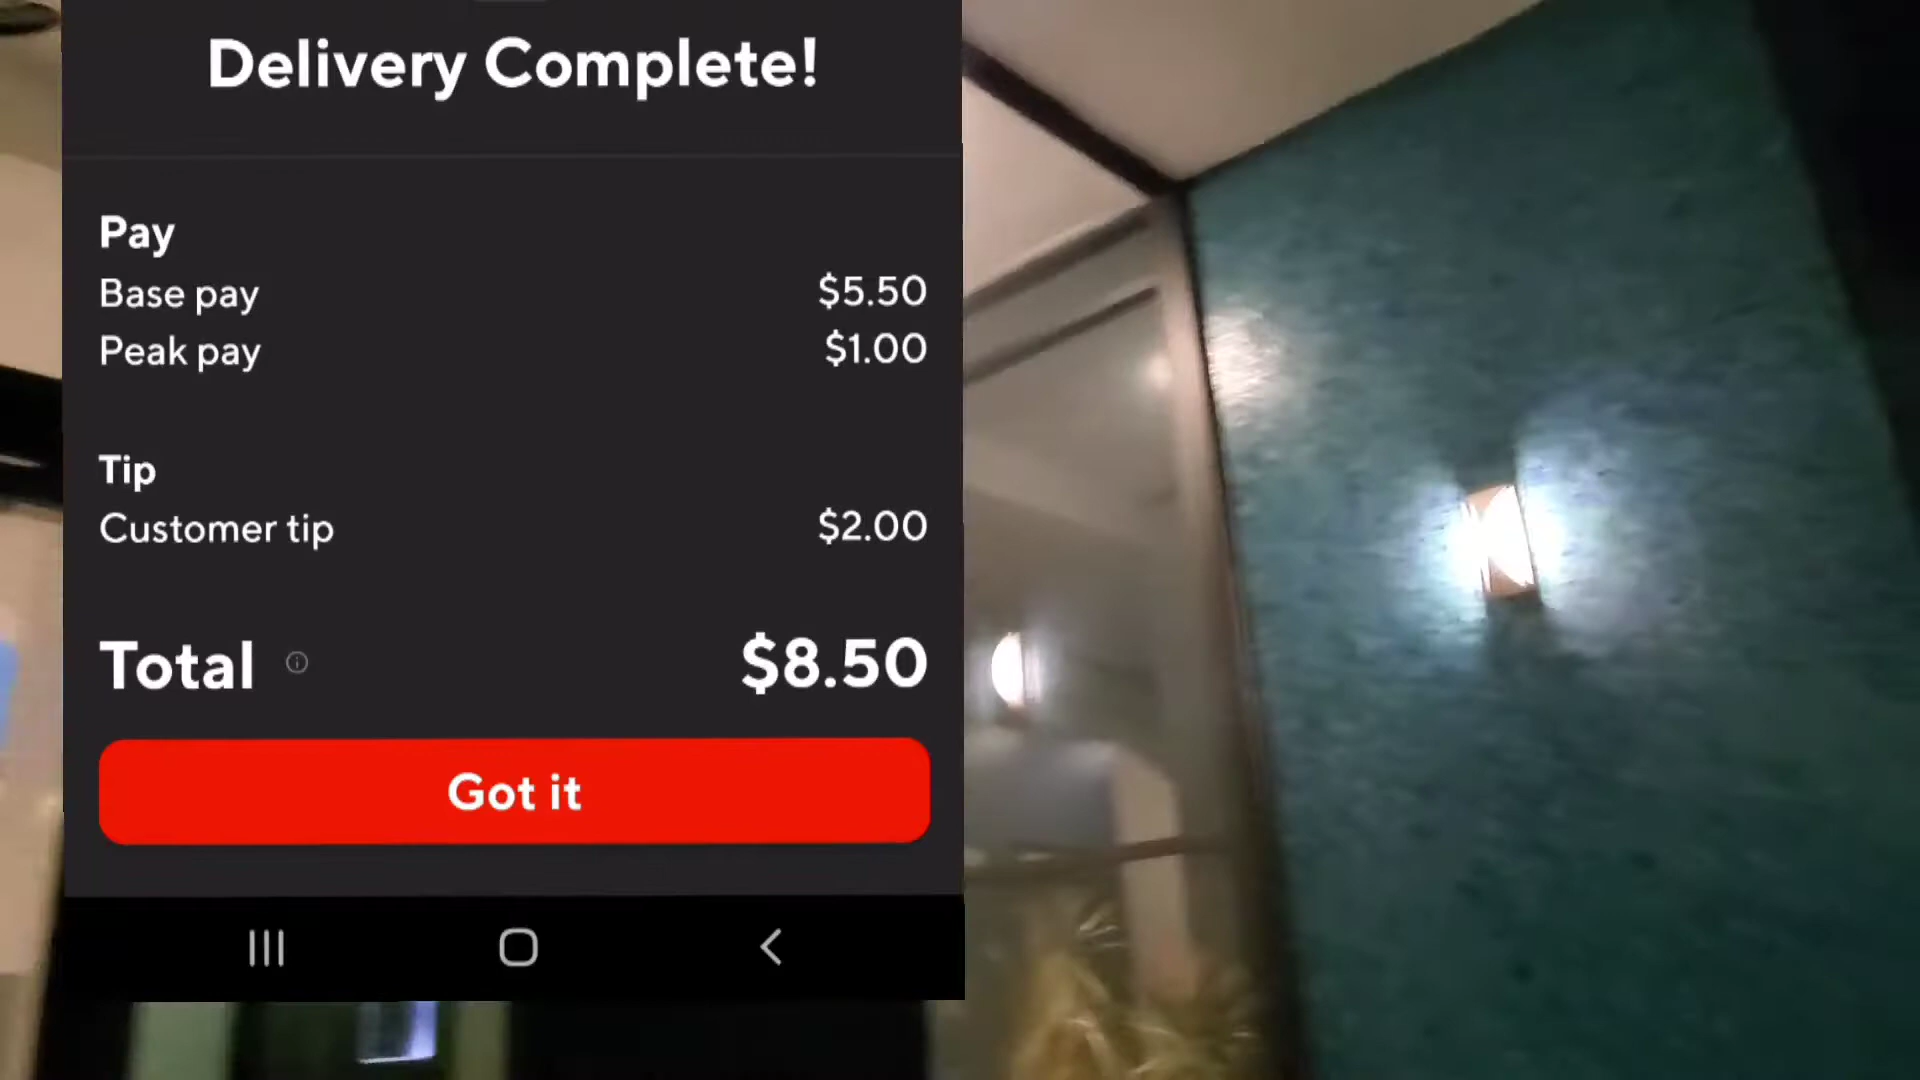 Delivery Complete!
Pay
Base pay $5.50
Peak pay $1.00
Tip
Customer tip $2.00
Total $8.50
Got it